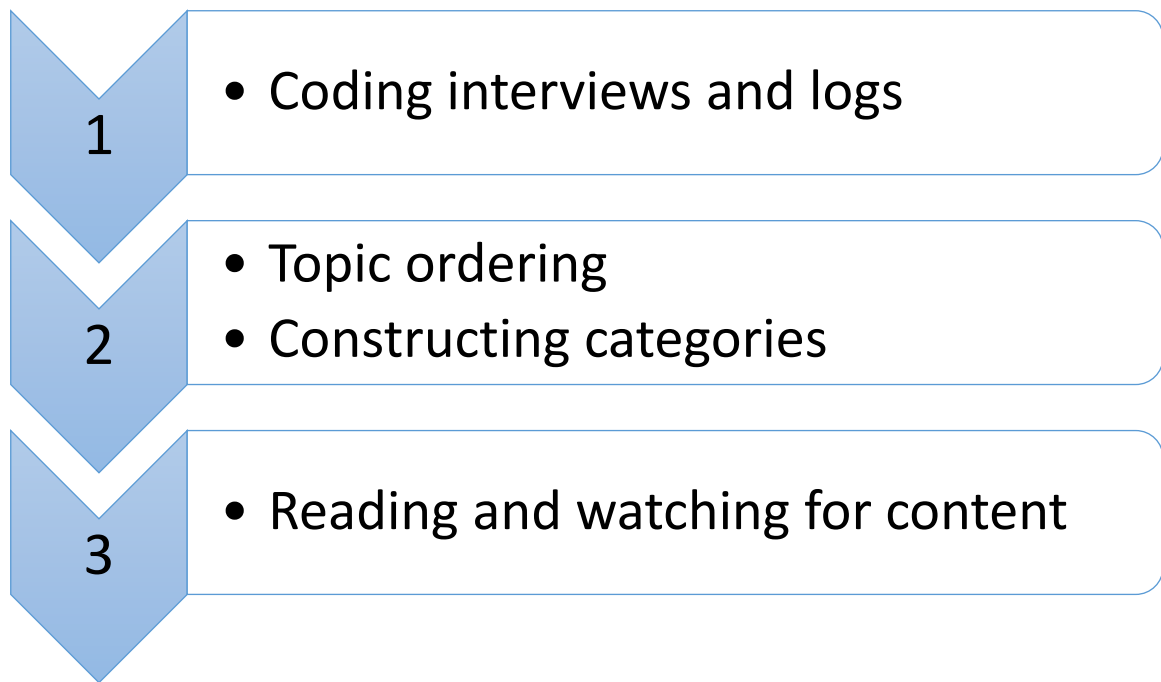 1
• Coding interviews and logs
2
• Topic ordering
• Constructing categories
3
• Reading and watching for content